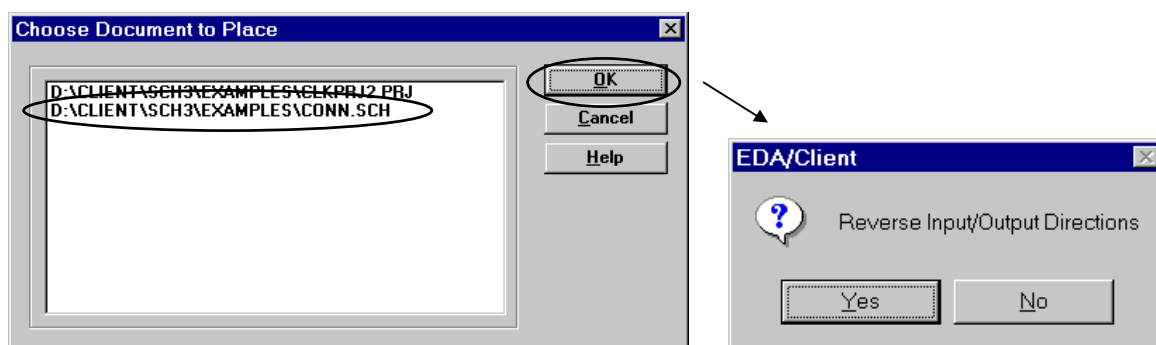 Choose Document to Place
D:\CLIENT\SCH3\EXAMPLES\CLKPRJ2.PRJ
D:\CLIENT\SCH3\EXAMPLES\CONN.SCH
OK
Cancel
Help
EDA/Client
?
Reverse Input/Output Directions
Yes
No